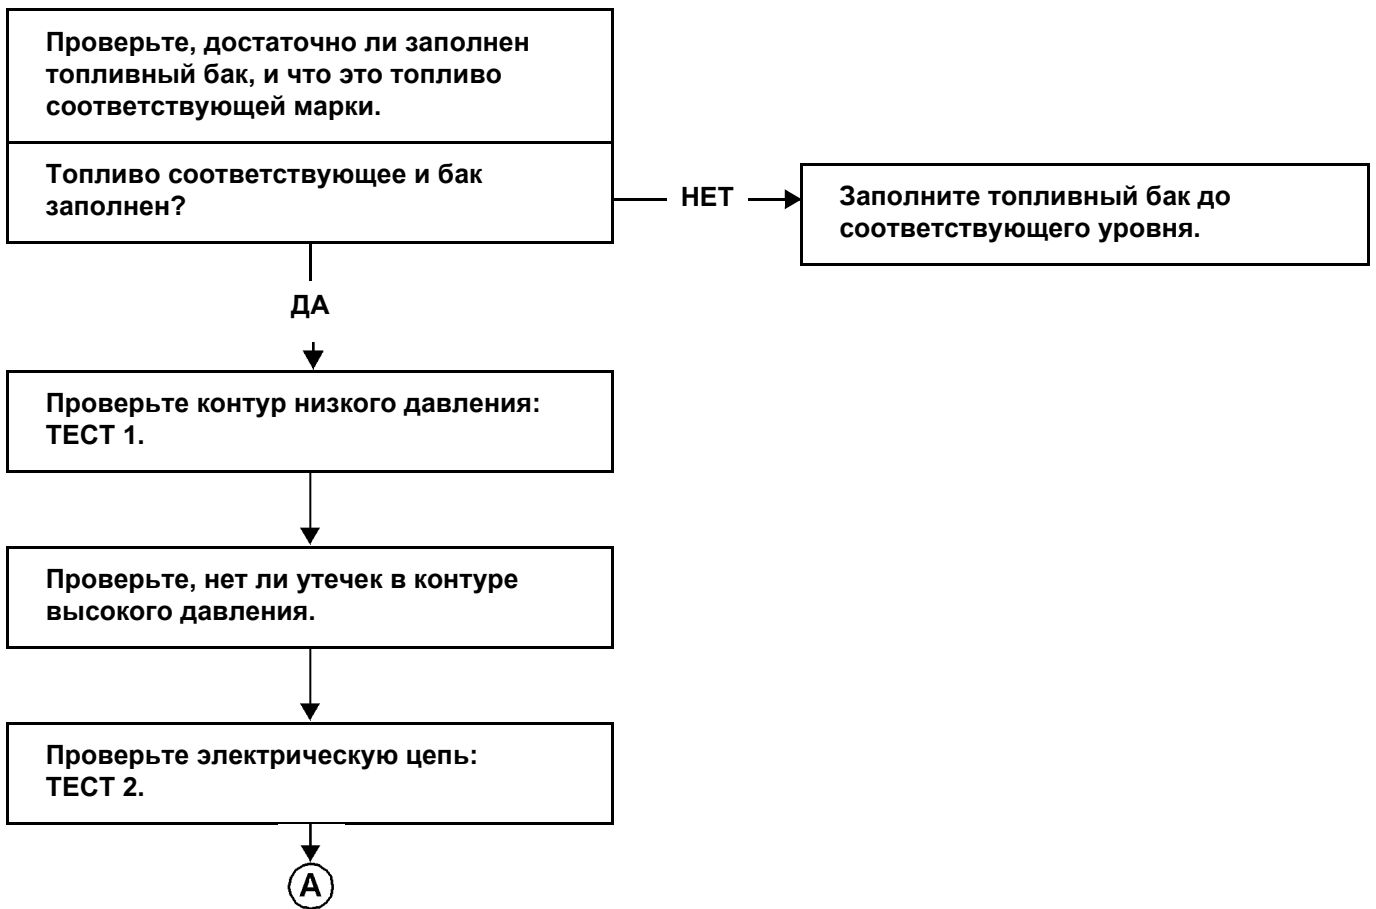 Проверьте, достаточно ли заполнен
топливный бак, и что это топливо
соответствующей марки.
Топливо соответствующее и бак
заполнен?
НЕТ
Заполните топливный бак до
соответствующего уровня.
ДА
Проверьте контур низкого давления:
ТЕСТ 1.
Проверьте, нет ли утечек в контуре
высокого давления.
Проверьте электрическую цепь:
ТЕСТ 2.
А